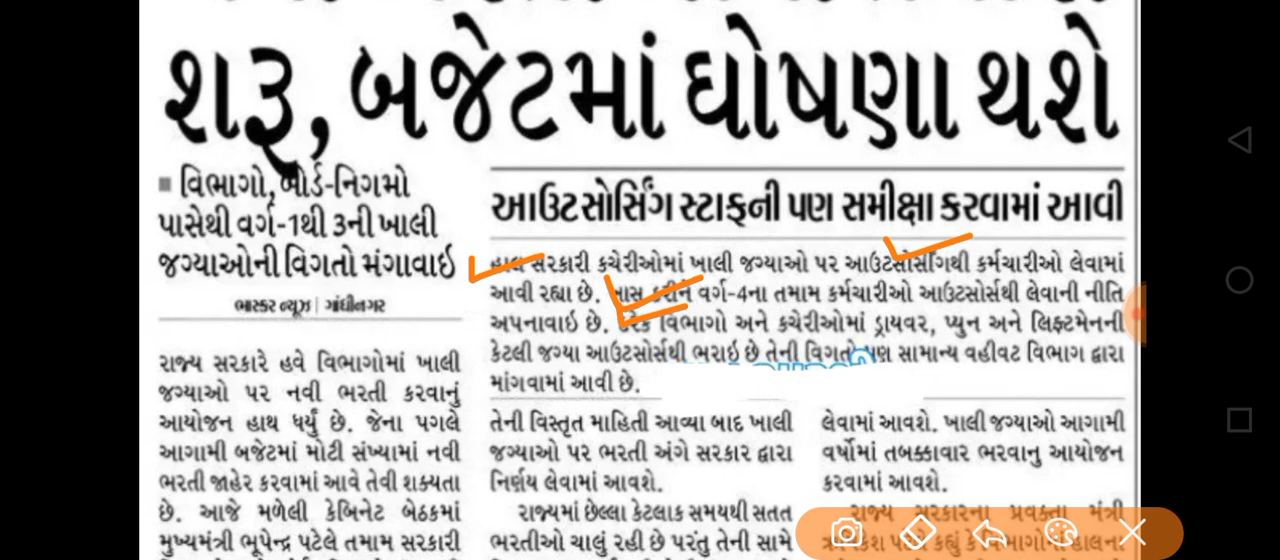 શરૂ, બજેટમાં ઘોષણા થશે
વિભાગો, બોર્ડ-નિગમો
પાસેથી વર્ગ-1થી 3ની ખાલી
જગ્યાઓની વિગતો મંગાવાઇ
ભાસ્કર ન્યૂઝ | ગાંધીનગર
રાજ્ય સરકારે હવે વિભાગોમાં ખાલી
જગ્યાઓ પર નવી ભરતી કરવાનું
આયોજન હાથ ધર્યું છે. જેના પગલે
આગામી બજેટમાં મોટી સંખ્યામાં નવી
ભરતી જાહેર કરવામાં આવે તેવી શક્યતા
છે. આજે મળેલી કેબિનેટ બેઠકમાં
મુખ્યમંત્રી ભૂપેન્દ્ર પટેલે તમામ સરકારી
આઉટસોર્સિંગ સ્ટાફની પણ સમીક્ષા કરવામાં આવી
હાલ સરકારી કચેરીઓમાં ખાલી જગ્યાઓ પર આઉટસોર્સીંગથી કર્મચારીઓ લેવામાં
આવી રહ્યા છે. ખાસ કરીને વર્ગ-4ના તમામ કર્મચારીઓ આઉટસોર્સથી લેવાની નીતિ
અપનાવાઇ છે. દરેક વિભાગો અને કચેરીઓમાં ડ્રાયવર, પ્યુન અને લિફ્ટમેનની
કેટલી જગ્યા આઉટસોર્સથી ભરાઇ છે તેની વિગતો પણ સામાન્ય વહીવટ વિભાગ દ્વારા
માંગવામાં આવી છે.
તેની વિસ્તૃત માહિતી આવ્યા બાદ ખાલી
જગ્યાઓ પર ભરતી અંગે સરકાર દ્વારા
નિર્ણય લેવામાં આવશે.
રાજ્યમાં છેલ્લા કેટલાક સમયથી સતત
ભરતીઓ ચાલું રહી છે પરંતુ તેની સામે
લેવામાં આવશે. ખાલી જગ્યાઓ આગામી
વર્ષોમાં તબક્કાવાર ભરવાનુ આયોજન
કરવામાં આવશે.
રાજ્ય સરકારના પ્રવક્તા મંત્રી